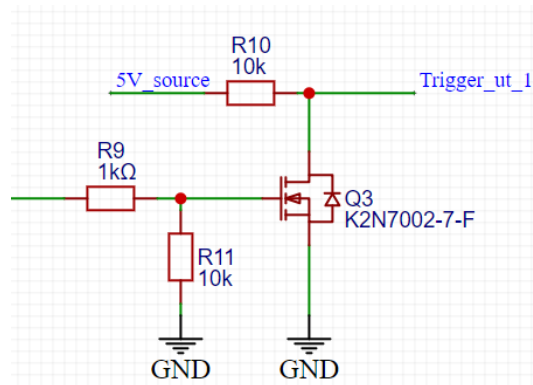 R10
10k
5V_source
Trigger_ut_1
R9
1kΩ
Q3
K2N7002-7-F
R11
10k
GND
GND